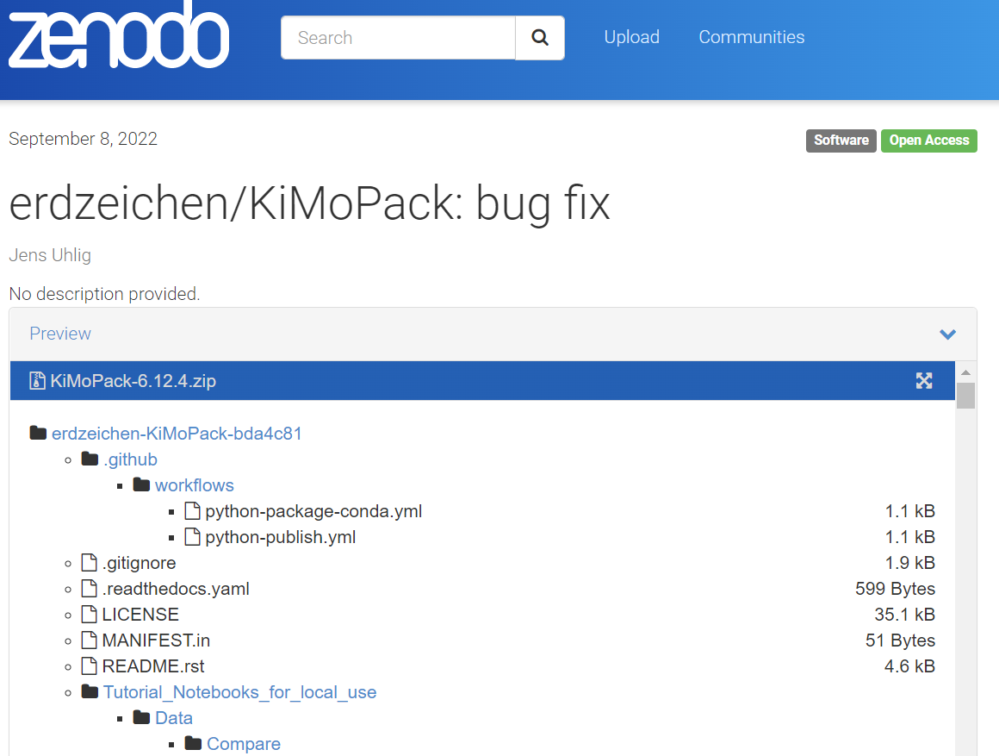 zenodo
Search
Upload
Communities
September 8, 2022
Software
Open Access
erdzeichen/KiMoPack: bug fix
Jens Uhlig
No description provided.
Preview
KiMoPack-6.12.4.zip
erdzeichen-KiMoPack-bda4c81
.github
workflows
python-package-conda.yml 1.1 kB
python-publish.yml 1.1 kB
.gitignore 1.9 kB
.readthedocs.yaml 599 Bytes
LICENSE 35.1 kB
MANIFEST.in 51 Bytes
README.rst 4.6 kB
Tutorial_Notebooks_for_local_use
Data
Compare